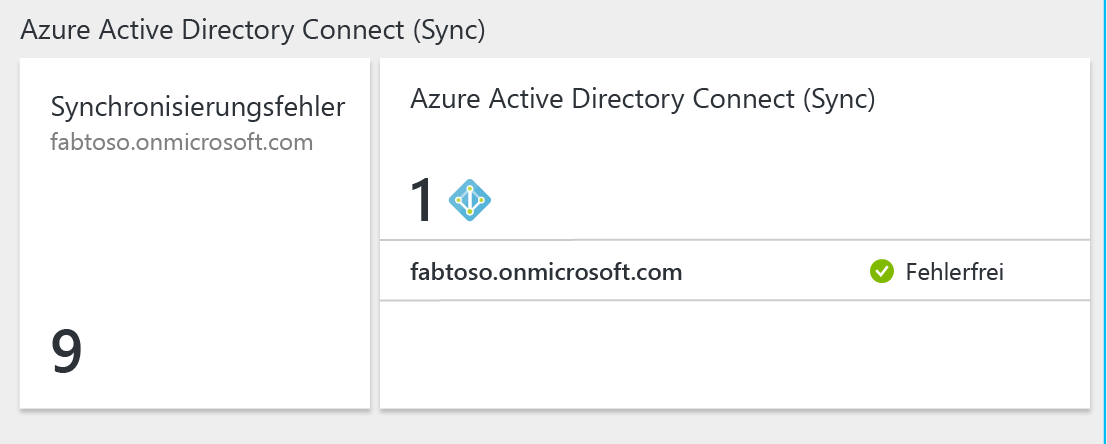 Azure Active Directory Connect (Sync)
Synchronisierungsfehler
fabtoso.onmicrosoft.com
9
Azure Active Directory Connect (Sync)
1
fabtoso.onmicrosoft.com Fehlerfrei